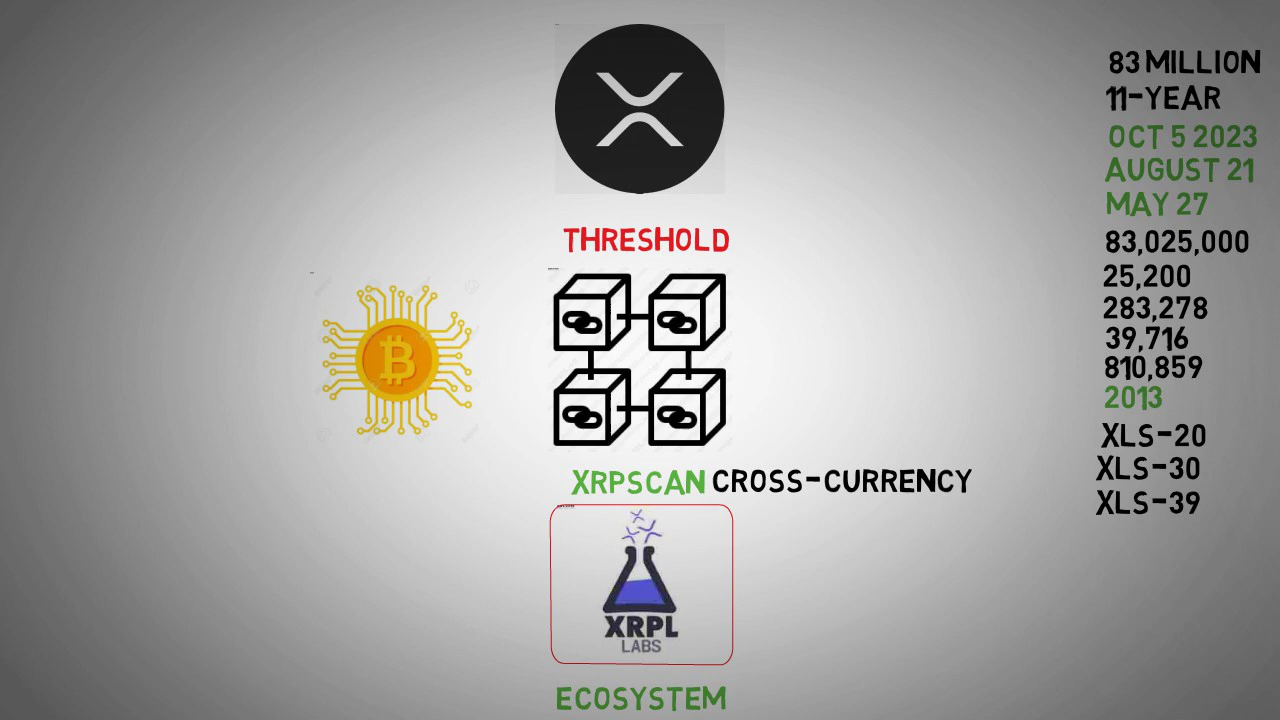 THRESHOLD
XRPSCAN CROSS-CURRENCY
XRPL
LABS
ECOSYSTEM
83 MILLION
11-YEAR
OCT 5 2023
AUGUST 21
MAY 27
83,025,000
25,200
283,278
39,716
810,859
2013
XLS-20
XLS-30
XLS-39